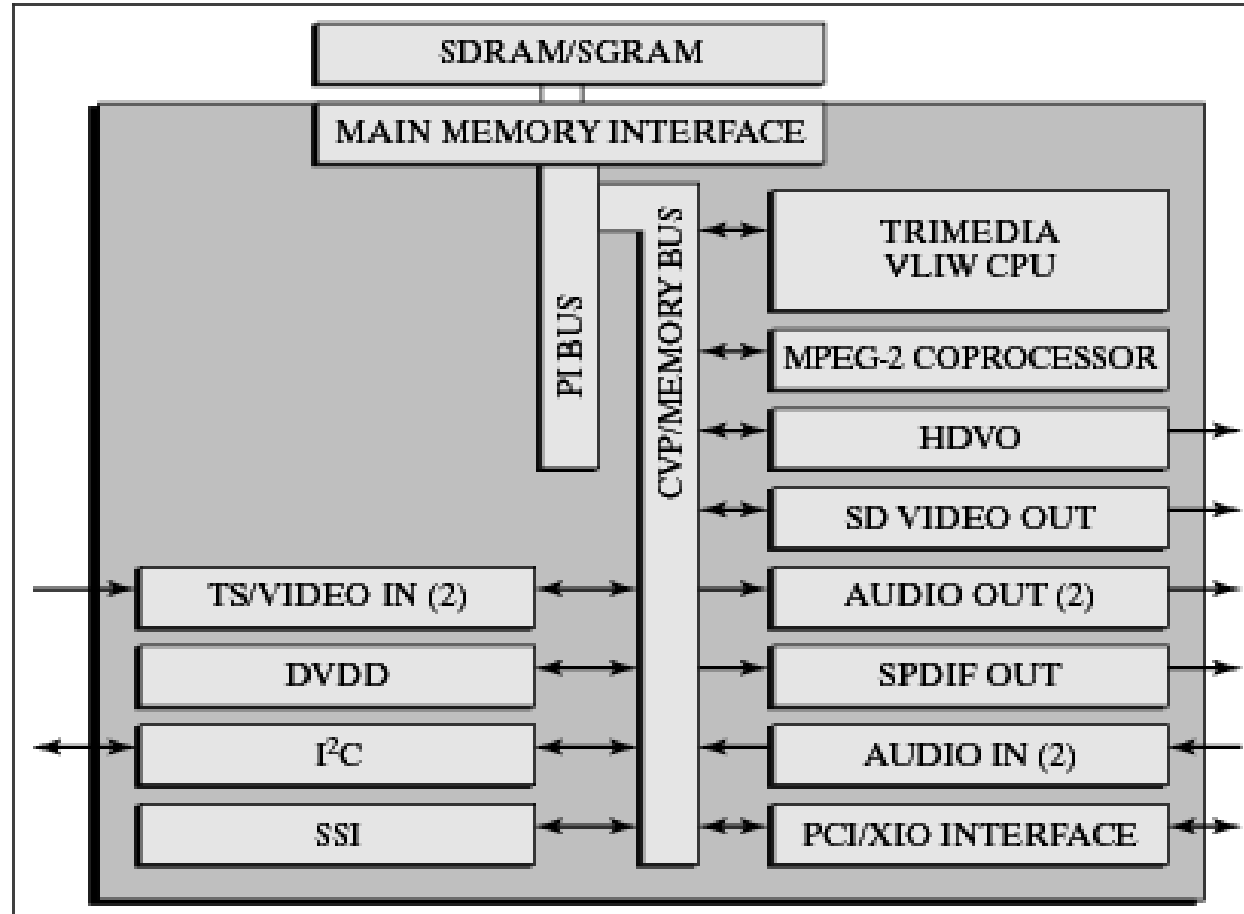 SDRAM/SGRAM
MAIN MEMORY INTERFACE
PI BUS
CVP/MEMORY BUS
TRIMEDIA
VLIW CPU
MPEG-2 COPROCESSOR
HDVO
SD VIDEO OUT
TS/VIDEO IN (2)
AUDIO OUT (2)
DVDD
SPDIF OUT
I²C
AUDIO IN (2)
SSI
PCI/XIO INTERFACE